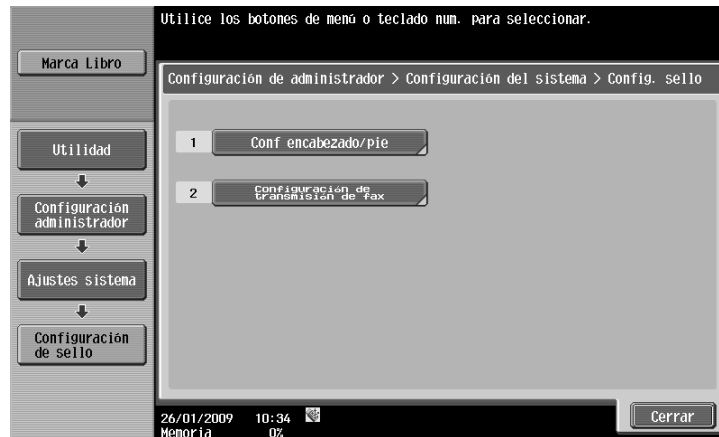 Utilice los botones de menú o teclado num. para seleccionar.
Marca Libro
Configuración de administrador > Configuración del sistema > Config. sello
Utilidad
Configuración
administrador
Ajustes sistema
Configuración
de sello
1 Conf encabezado/pie
2 Configuración de
transmisión de fax
26/01/2009 10:34
Memoria 0%
Cerrar